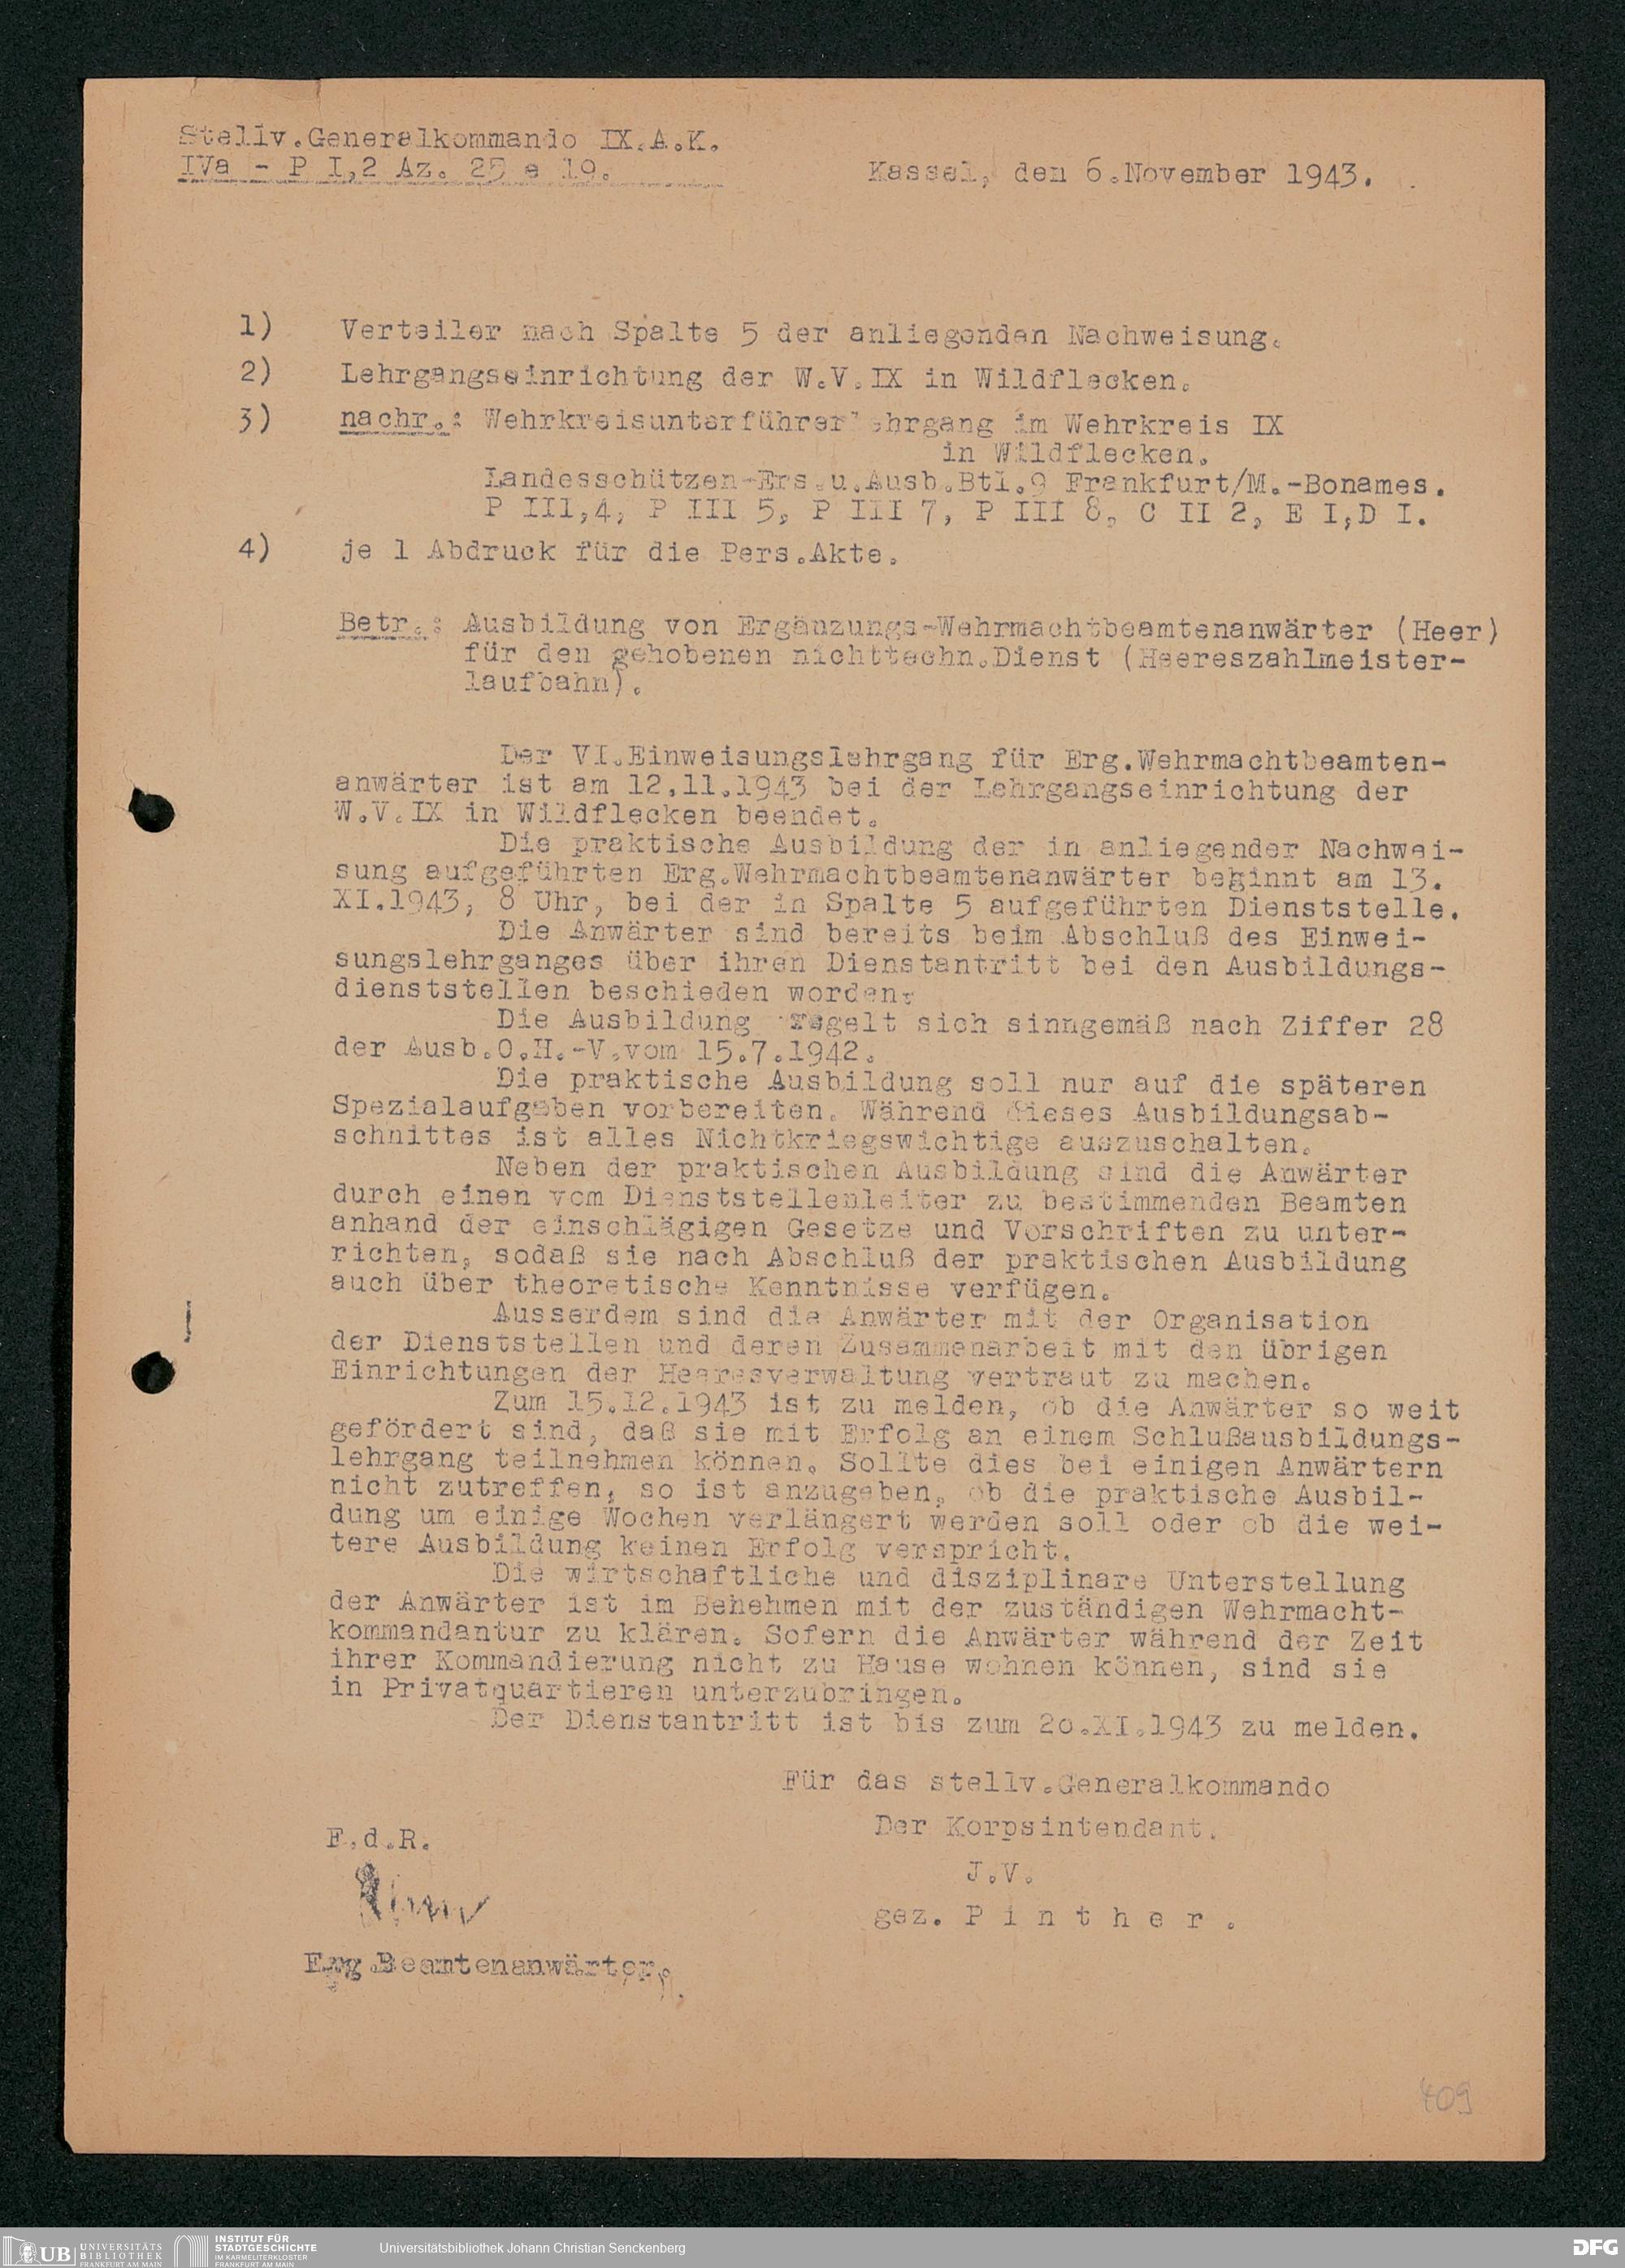 Stellv.Generalkommando IX.A.K.
IVa - P I,2 Az. 25 e 19.
Kassel, den 6.November 1943.
1) Verteiler nach Spalte 5 der anliegenden Nachweisung.
2) Lehrgangseinrichtung der W.V.IX in Wildflecken.
3) nachr.: Wehrkreisunterführerlehrgang im Wehrkreis IX
in Wildflecken.
Landesschützen-Ers.u.Ausb.Btl.9 Frankfurt/M.-Bonames.
P III,4, P III 5, P III 7, P III 8, C II 2, E I,D I.
4) je 1 Abdruck für die Pers.Akte.
Betr.: Ausbildung von Ergänzungs-Wehrmachtbeamtenanwärter (Heer)
für den gehobenen nichttechn.Dienst (Heereszahlmeister-
laufbahn).
Der VI.Einweisungslehrgang für Erg.Wehrmachtbeamten-
anwärter ist am 12.11.1943 bei der Lehrgangseinrichtung der
W.V.IX in Wildflecken beendet.
Die praktische Ausbildung der in anliegender Nachwei-
sung aufgeführten Erg.Wehrmachtbeamtenanwärter beginnt am 13.
XI.1943, 8 Uhr, bei der in Spalte 5 aufgeführten Dienststelle.
Die Anwärter sind bereits beim Abschluß des Einwei-
sungslehrganges über ihren Dienstantritt bei den Ausbildungs-
dienststellen beschieden worden.
Die Ausbildung regelt sich sinngemäß nach Ziffer 28
der Ausb.O.H.-V.vom 15.7.1942.
Die praktische Ausbildung soll nur auf die späteren
Spezialaufgaben vorbereiten. Während dieses Ausbildungsab-
schnittes ist alles Nichtkriegswichtige auszuschalten.
Neben der praktischen Ausbildung sind die Anwärter
durch einen vom Dienststellenleiter zu bestimmenden Beamten
anhand der einschlägigen Gesetze und Vorschriften zu unter-
richten, sodaß sie nach Abschluß der praktischen Ausbildung
auch über theoretische Kenntnisse verfügen.
Ausserdem sind die Anwärter mit der Organisation
der Dienststellen und deren Zusammenarbeit mit den übrigen
Einrichtungen der Heeresverwaltung vertraut zu machen.
Zum 15.12.1943 ist zu melden, ob die Anwärter so weit
gefördert sind, daß sie mit Erfolg an einem Schlußausbildungs-
lehrgang teilnehmen können. Sollte dies bei einigen Anwärtern
nicht zutreffen, so ist anzugeben, ob die praktische Ausbil-
dung um einige Wochen verlängert werden soll oder ob die wei-
tere Ausbildung keinen Erfolg verspricht.
Die wirtschaftliche und disziplinare Unterstellung
der Anwärter ist im Benehmen mit der zuständigen Wehrmacht-
kommandantur zu klären. Sofern die Anwärter während der Zeit
ihrer Kommandierung nicht zu Hause wohnen können, sind sie
in Privatquartieren unterzubringen.
Der Dienstantritt ist bis zum 2o.XI.1943 zu melden.
Für das stellv.Generalkommando
Der Korpsintendant.
J.V.
gez. P i n t h e r .
F.d.R.
Erg.Beamtenanwärter.
409
UB UNIVERSITÄTS
BIBLIOTHEK
FRANKFURT AM MAIN
INSTITUT FÜR
STADTGESCHICHTE
IM KARMELITERKLOSTER
FRANKFURT AM MAIN
Universitätsbibliothek Johann Christian Senckenberg
DFG